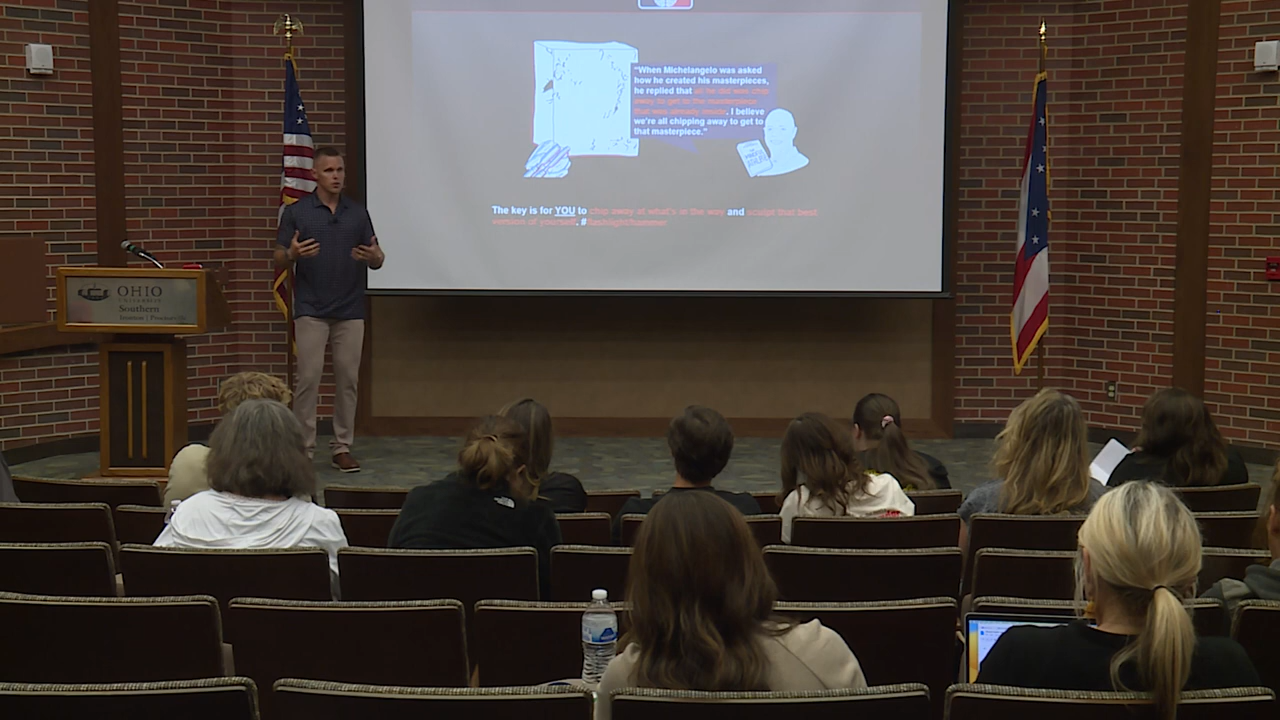 "When Michelangelo was asked
how he created his masterpieces,
he replied that all he did was chip
away to get to the masterpiece
that was already inside. I believe
we're all chipping away to get to
that masterpiece."
The key is for YOU to chip away at what's in the way and sculpt that best
version of yourself. #
OHIO
UNIVERSITY
Southern
Ironton |